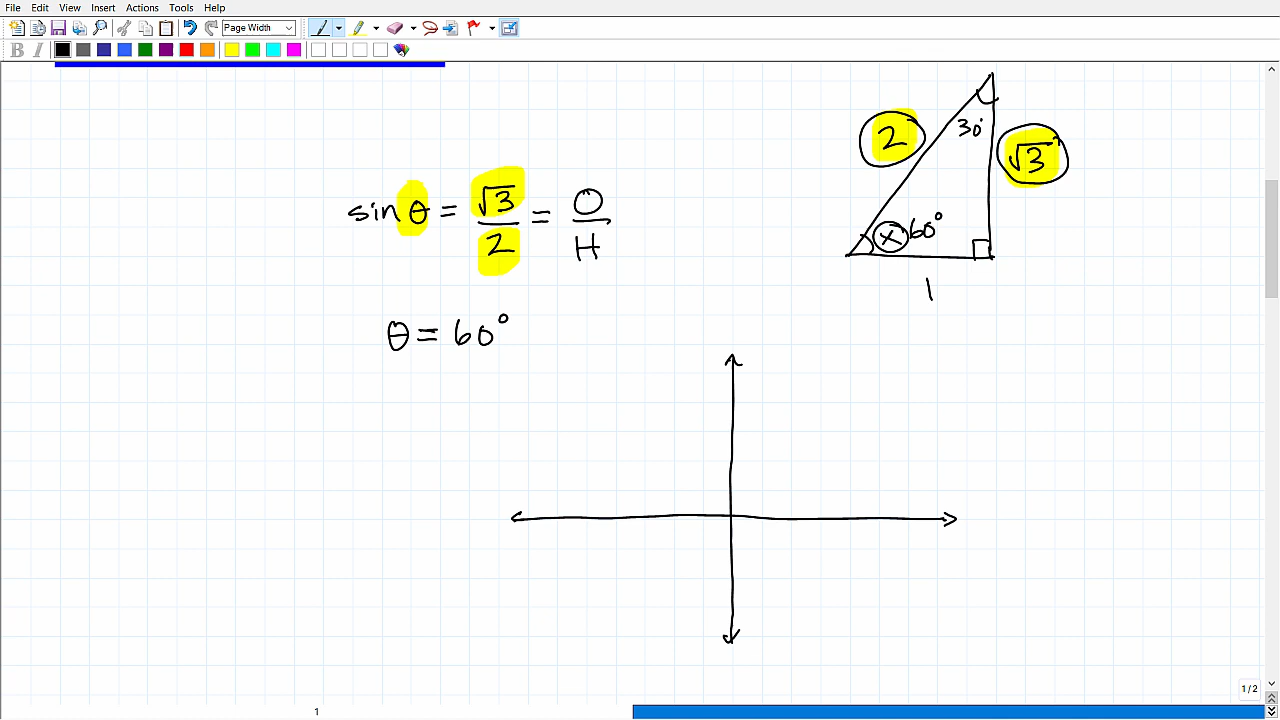 File Edit View Insert Actions Tools Help
Page Width
B I
2
30°
√3
sin θ = √3/2 = O/H
x 60°
1
θ = 60°
1/2
1